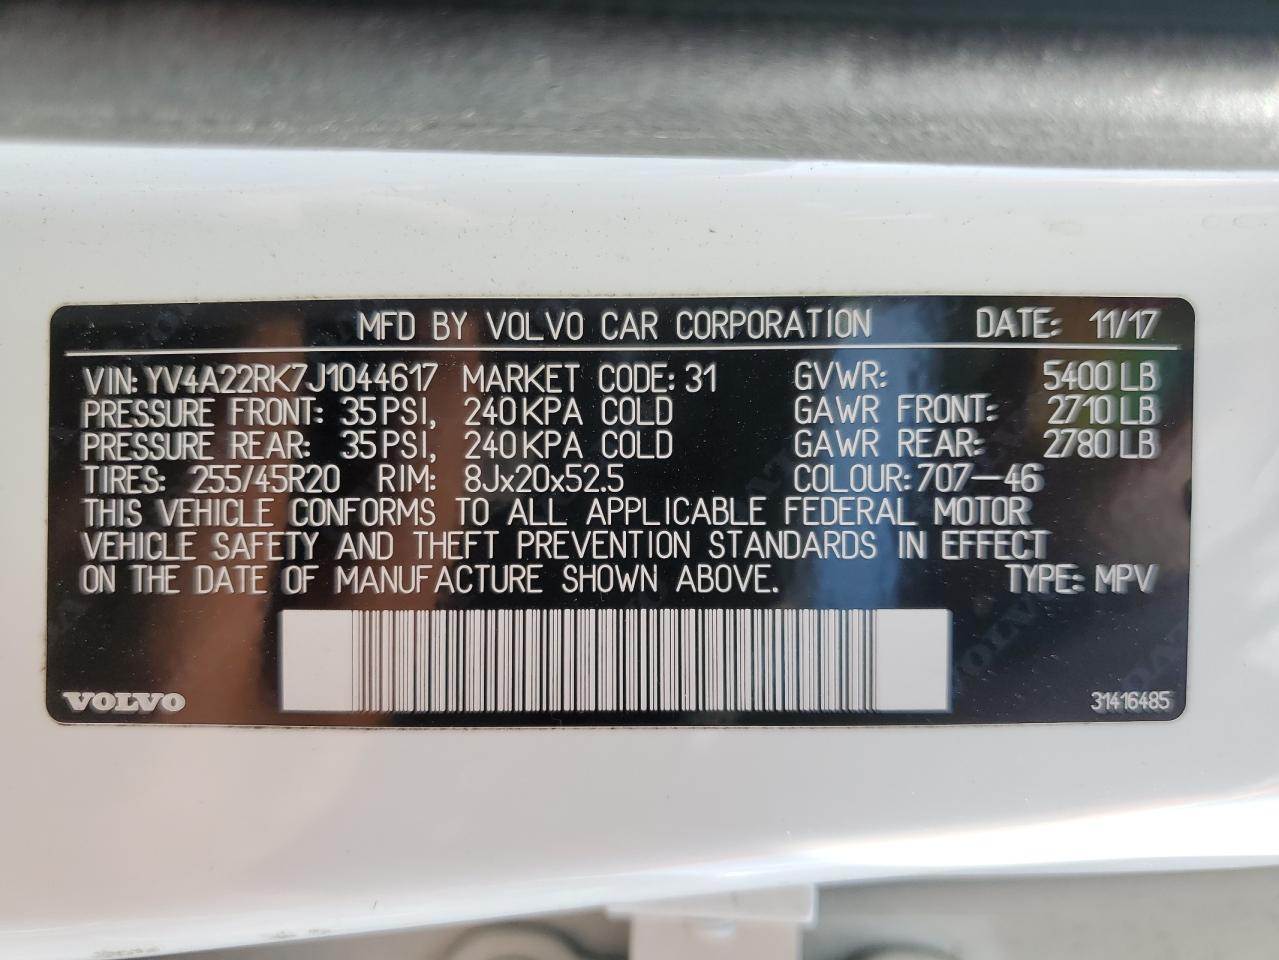 MFD BY VOLVO CAR CORPORATION DATE: 11/17
VIN: YV4A22RK7J1044617 MARKET CODE: 31 GVWR: 5400 LB
PRESSURE FRONT: 35 PSI, 240 KPA COLD GAWR FRONT: 2710 LB
PRESSURE REAR: 35 PSI, 240 KPA COLD GAWR REAR: 2780 LB
TIRES: 255/45R20 RIM: 8Jx20x52.5 COLOUR: 707-46
THIS VEHICLE CONFORMS TO ALL APPLICABLE FEDERAL MOTOR
VEHICLE SAFETY AND THEFT PREVENTION STANDARDS IN EFFECT
ON THE DATE OF MANUFACTURE SHOWN ABOVE. TYPE: MPV
VOLVO 31416485